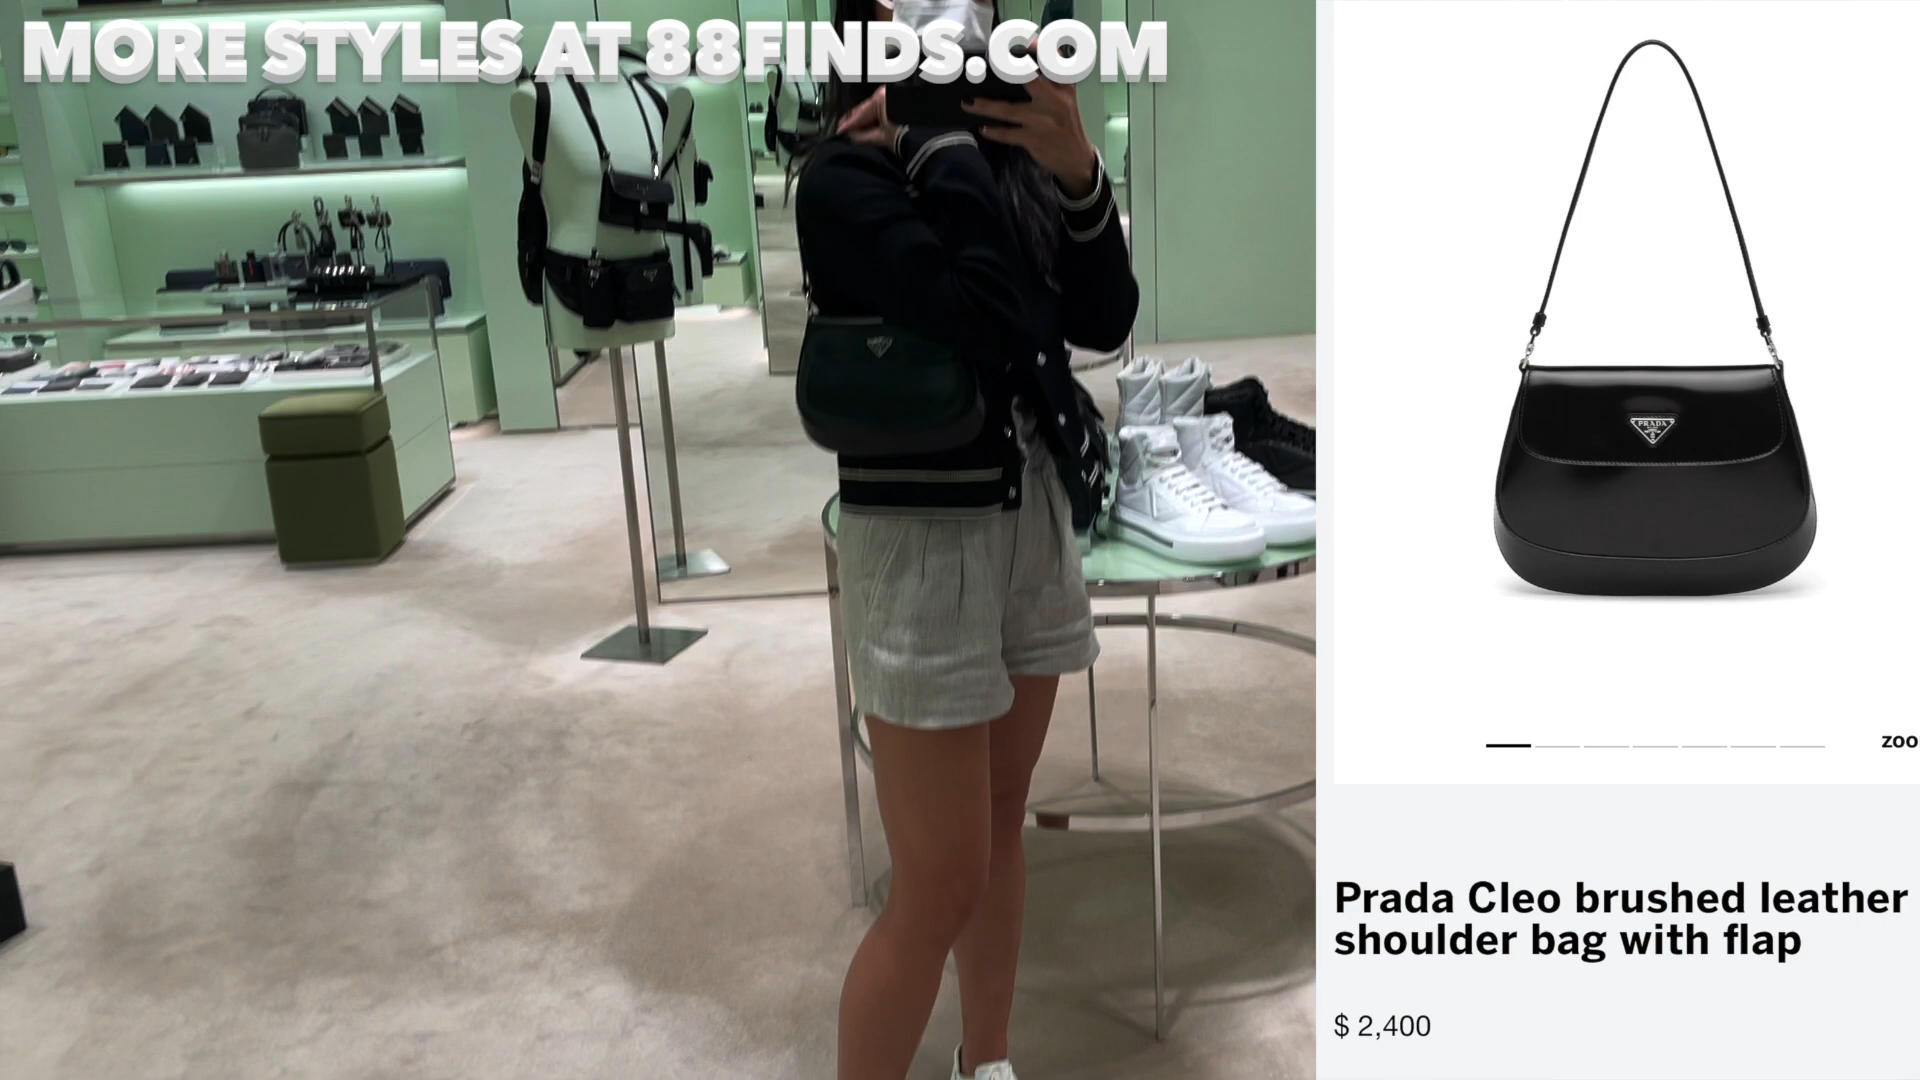 MORE STYLES AT 88FINDS.COM
PRADA
zoo
Prada Cleo brushed leather
shoulder bag with flap
$ 2,400